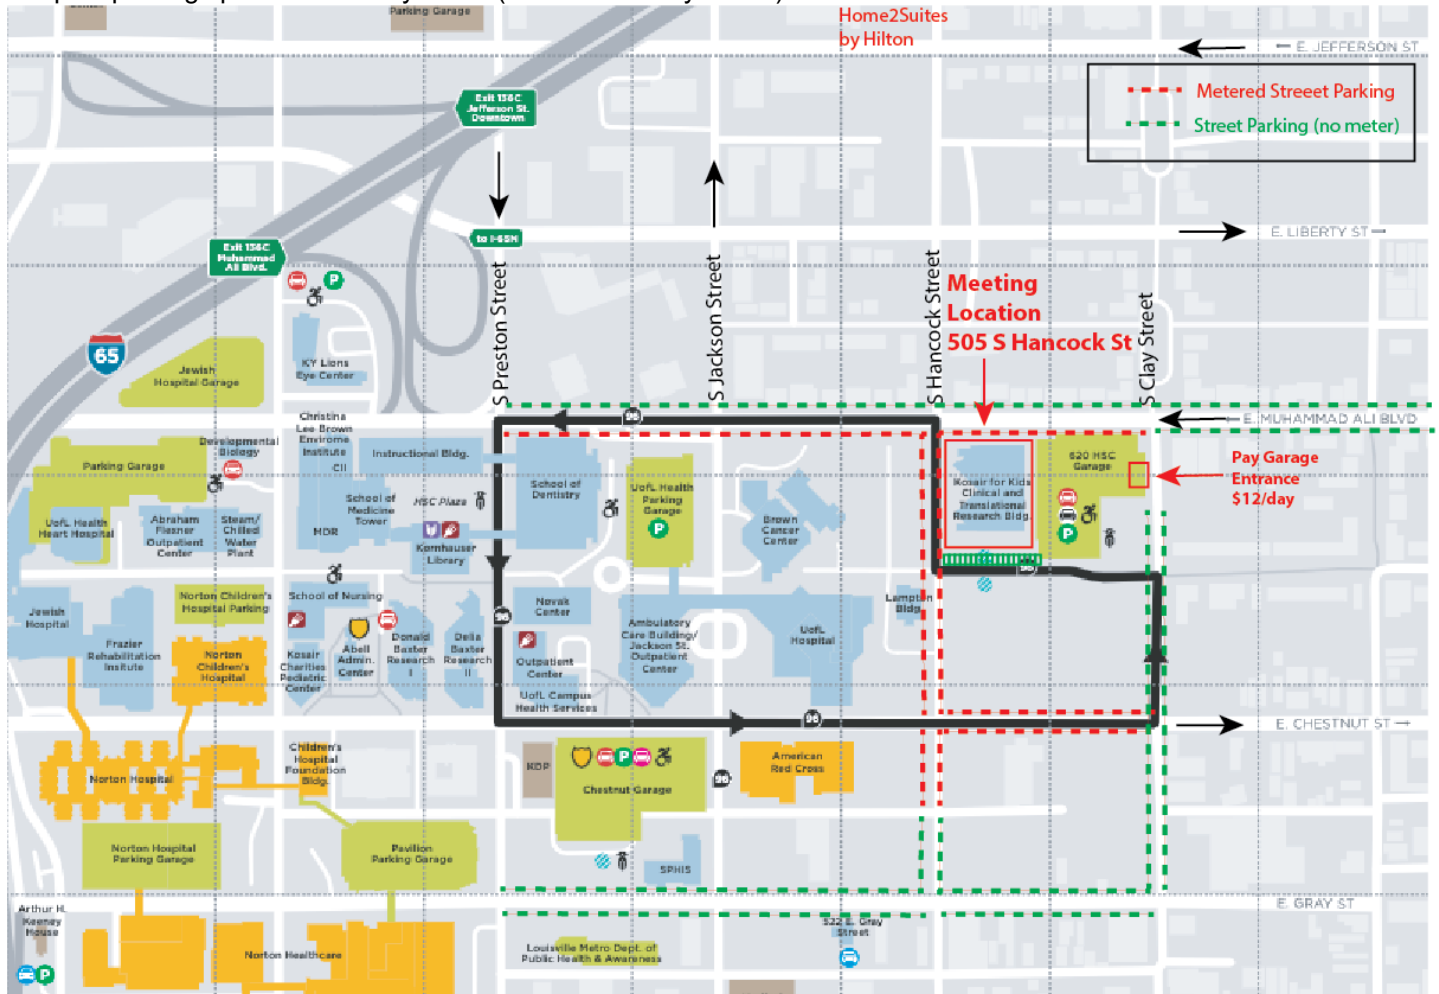 Parking Garage
Home2Suites
by Hilton
← E. JEFFERSON ST
Metered Streeet Parking
Street Parking (no meter)
Exit 136C
Jefferson St.
Downtown
Exit 136C
Muhammad
Ali Blvd.
to I-65N
E. LIBERTY ST →
P
65
S Preston Street
S Jackson Street
S Hancock Street
S Clay Street
Meeting
Location
505 S Hancock St
KY Lions
Eye Center
Jewish
Hospital Garage
96
← E. MUHAMMAD ALI BLVD
Christina
Lee Brown
Envirome
Institute
CII
Developmental
Biology
Parking Garage
Instructional Bldg.
School of
Dentistry
UofL Health
Parking
Garage
P
620 HSC
Garage
P
Pay Garage
Entrance
$12/day
Kosair for Kids
Clinical and
Translational
Research Bldg.
Brown
Cancer
Center
HSC Plaza
School of
Medicine
Tower
MDR
Kornhauser
Library
UofL Health
Heart Hospital
Abraham
Flexner
Outpatient
Center
Steam/
Chilled
Water
Plant
96
School of Nursing
Norton Children's
Hospital Parking
Jewish
Hospital
Frazier
Rehabilitation
Insitute
Norton
Children's
Hospital
Kosair
Charities
Pediatric
Center
Abell
Admin.
Center
Donald
Baxter
Research
I
Delia
Baxter
Research
II
96
Novak
Center
Outpatient
Center
UofL Campus
Health Services
Ambulatory
Care Building/
Jackson St.
Outpatient
Center
UofL
Hospital
Lampton
Bldg
96
E. CHESTNUT ST →
Norton Hospital
Children's
Hospital
Foundation
Bldg.
KDP
P
Chestnut Garage
96
American
Red Cross
Norton Hospital
Parking Garage
Pavilion
Parking Garage
SPHIS
E. GRAY ST
Arthur H.
Keeney
House
P
Norton Healthcare
Louisville Metro Dept. of
Public Health & Awareness
522 E. Gray
Street